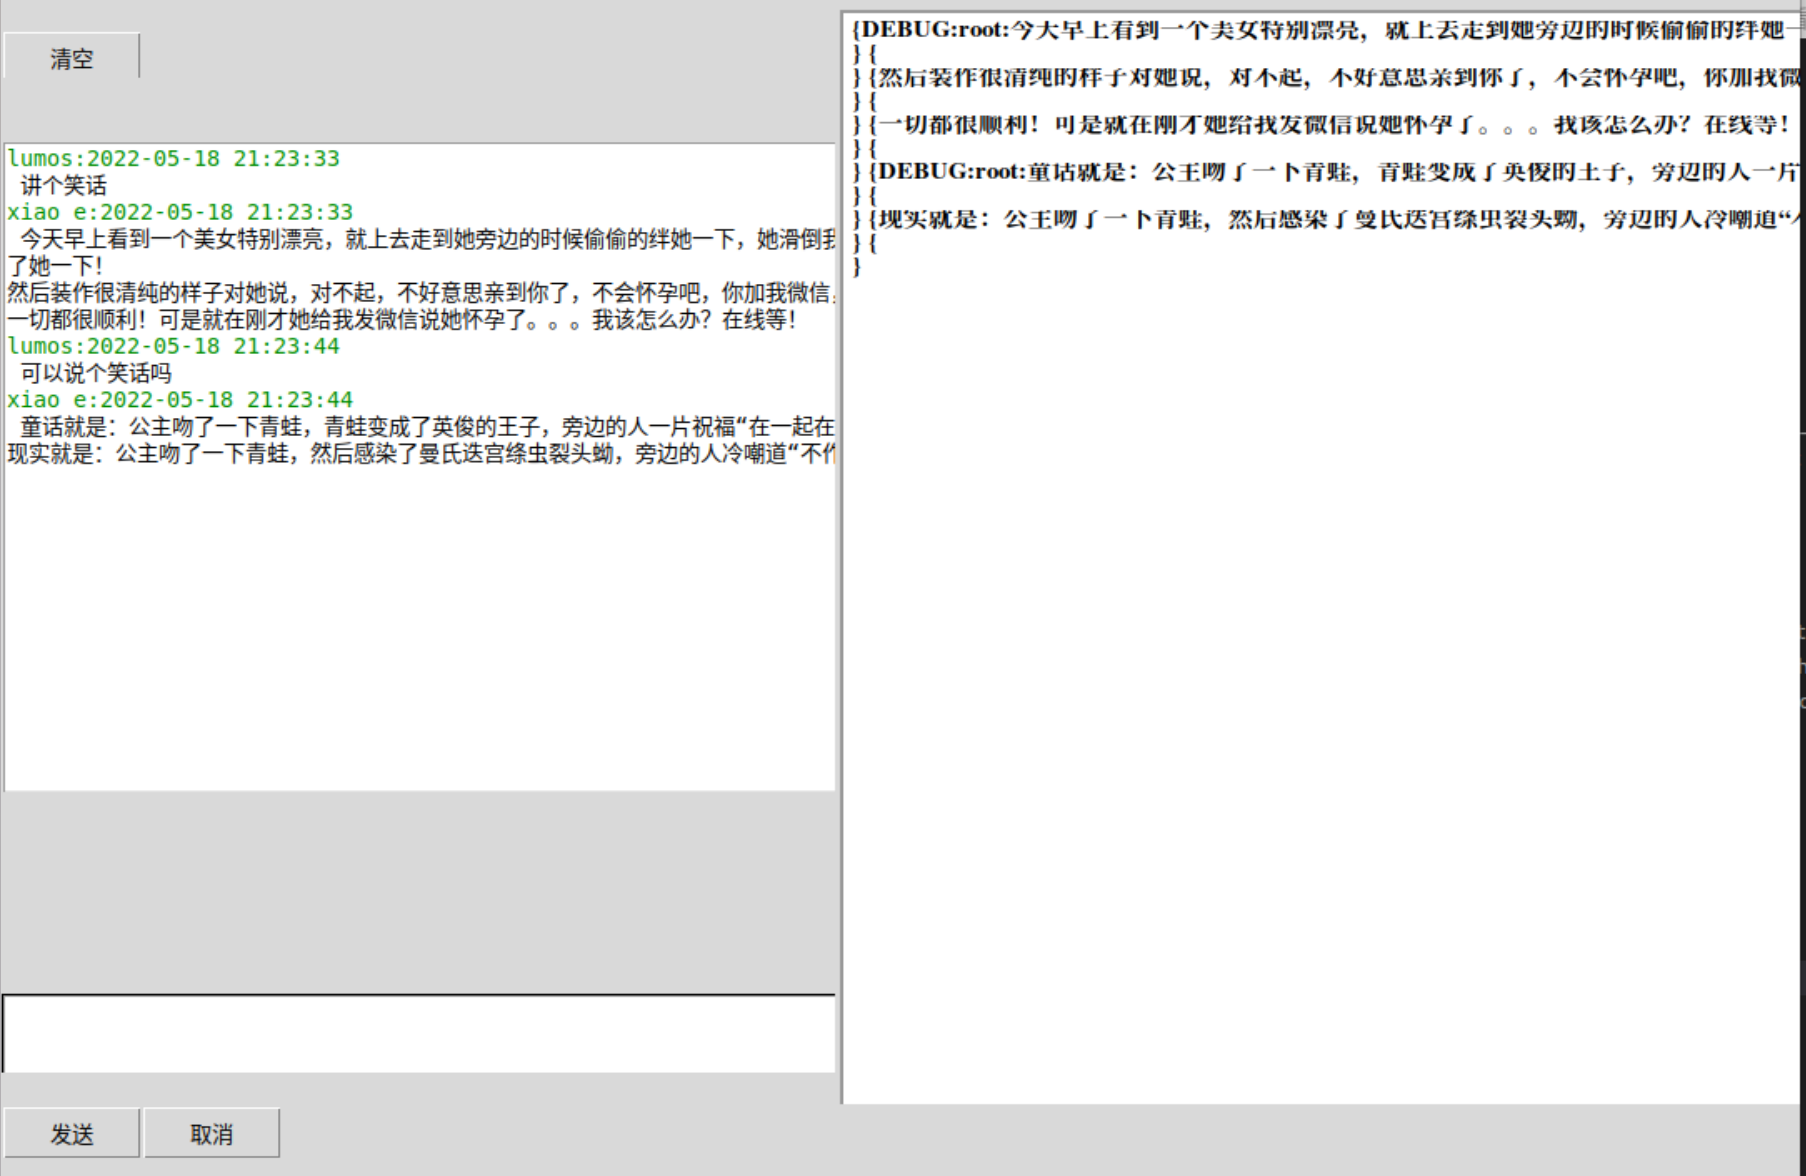 清空
lumos:2022-05-18 21:23:33
讲个笑话
xiao e:2022-05-18 21:23:33
今天早上看到一个美女特别漂亮，就上去走到她旁边的时候偷偷的绊她一下，她滑倒我
了她一下！
然后装作很清纯的样子对她说，对不起，不好意思亲到你了，不会怀孕吧，你加我微信，
一切都很顺利！可是就在刚才她给我发微信说她怀孕了。。。我该怎么办？在线等！
lumos:2022-05-18 21:23:44
可以说个笑话吗
xiao e:2022-05-18 21:23:44
童话就是：公主吻了一下青蛙，青蛙变成了英俊的王子，旁边的人一片祝福“在一起在
现实就是：公主吻了一下青蛙，然后感染了曼氏迭宫绦虫裂头蚴，旁边的人冷嘲道“不作
发送
取消
{DEBUG:root:今天早上看到一个美女特别漂亮，就上去走到她旁边的时候偷偷的绊她一
} {
} {然后装作很清纯的样子对她说，对不起，不好意思亲到你了，不会怀孕吧，你加我微
} {
} {一切都很顺利！可是就在刚才她给我发微信说她怀孕了。。。我该怎么办？在线等！
} {
} {DEBUG:root:童话就是：公主吻了一下青蛙，青蛙变成了英俊的王子，旁边的人一片
} {
} {现实就是：公主吻了一下青蛙，然后感染了曼氏迭宫绦虫裂头蚴，旁边的人冷嘲道“
} {
}